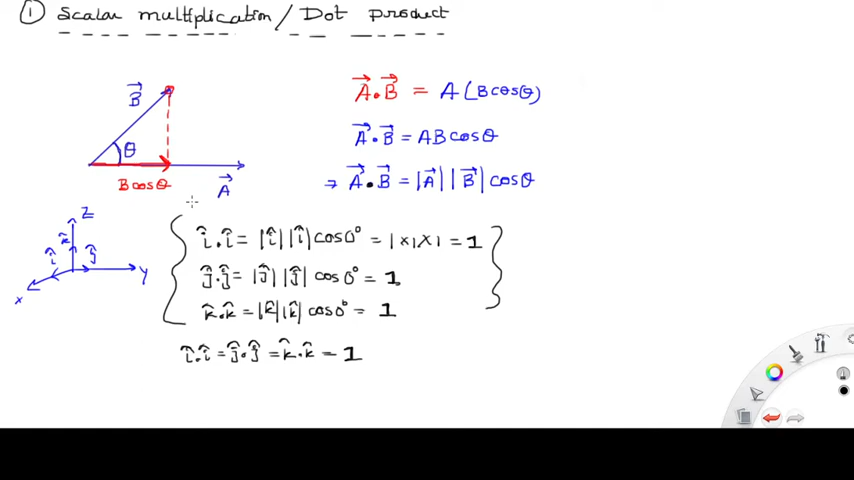 ① Scalar multiplication / Dot product
B⃗
θ
Bcosθ
A⃗
A⃗.B⃗ = A(Bcosθ)
A⃗.B⃗ = ABcosθ
→ A⃗.B⃗ = |A⃗| |B⃗| cosθ
Z
k̂
î
ĵ
x
y
î.î = |î| |î| cos0° = 1×1×1 = 1
ĵ.ĵ = |ĵ| |ĵ| cos0° = 1.
k̂.k̂ = |k̂| |k̂| cos0° = 1
î.î = ĵ.ĵ = k̂.k̂ = 1